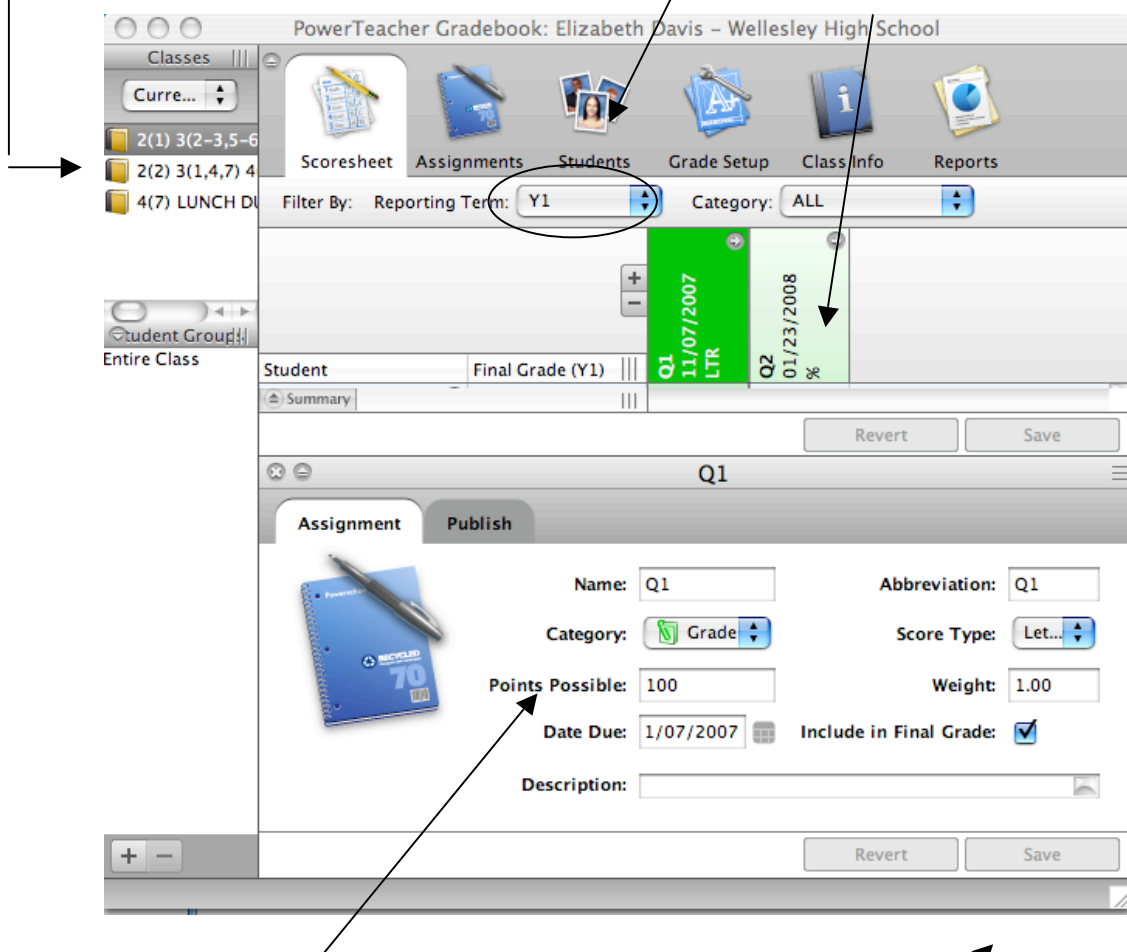 PowerTeacher Gradebook: Elizabeth Davis – Wellesley High School
Classes
Curre...
2(1) 3(2-3,5-6
2(2) 3(1,4,7) 4
4(7) LUNCH DU
Student Groups
Entire Class
Scoresheet Assignments Students Grade Setup Class Info Reports
Filter By: Reporting Term: Y1 Category: ALL
Q1
11/07/2007
LTR
Q2
01/23/2008
%
Student Final Grade (Y1)
Summary
Revert Save
Q1
Assignment Publish
RECYCLED
70
Name: Q1 Abbreviation: Q1
Category: Grade Score Type: Let...
Points Possible: 100 Weight: 1.00
Date Due: 1/07/2007 Include in Final Grade:
Description:
Revert Save